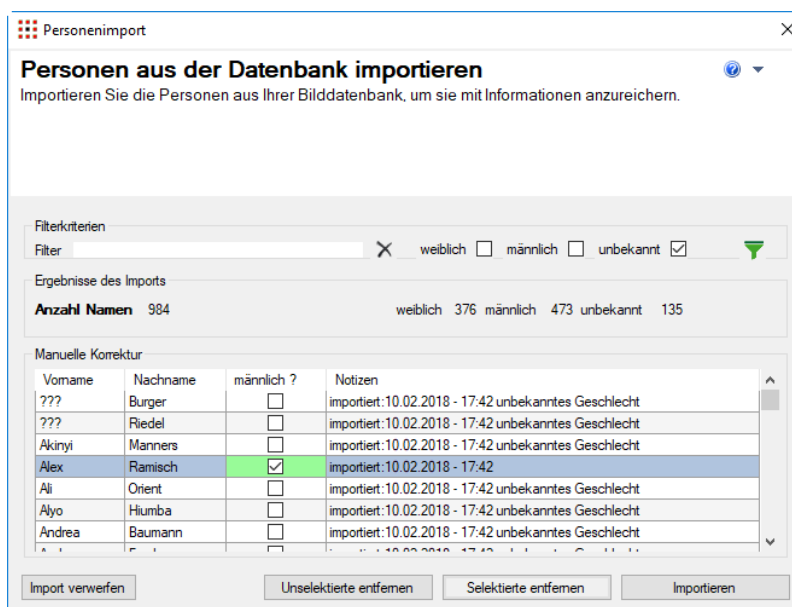 Personenimport
Personen aus der Datenbank importieren
Importieren Sie die Personen aus Ihrer Bilddatenbank, um sie mit Informationen anzureichern.
Filterkriterien
Filter weiblich männlich unbekannt
Ergebnisse des Imports
Anzahl Namen 984 weiblich 376 männlich 473 unbekannt 135
Manuelle Korrektur
Vorname Nachname männlich ? Notizen
??? Burger importiert:10.02.2018 - 17:42 unbekanntes Geschlecht
??? Riedel importiert:10.02.2018 - 17:42 unbekanntes Geschlecht
Akinyi Manners importiert:10.02.2018 - 17:42 unbekanntes Geschlecht
Alex Ramisch importiert:10.02.2018 - 17:42
Ali Orient importiert:10.02.2018 - 17:42 unbekanntes Geschlecht
Alyo Hiumba importiert:10.02.2018 - 17:42 unbekanntes Geschlecht
Andrea Baumann importiert:10.02.2018 - 17:42 unbekanntes Geschlecht
Import verwerfen Unselektierte entfernen Selektierte entfernen Importieren